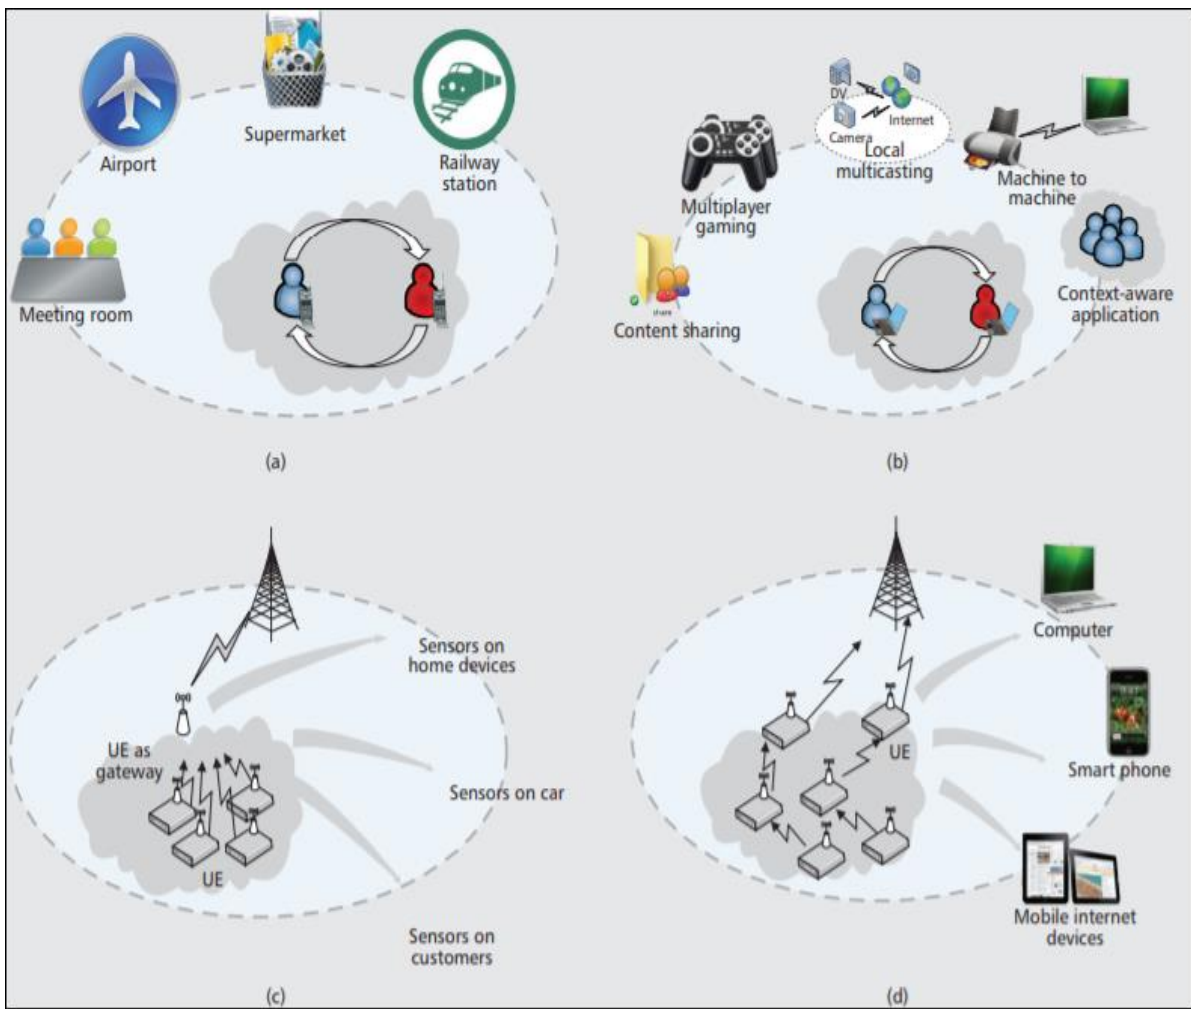 Airport
Supermarket
Railway
station
Meeting room
(a)
DV
Internet
Camera
Local
multicasting
Multiplayer
gaming
Machine to
machine
Content sharing
share
Context-aware
application
(b)
Sensors on
home devices
UE as
gateway
Sensors on car
UE
Sensors on
customers
(c)
Computer
UE
Smart phone
Mobile internet
devices
(d)